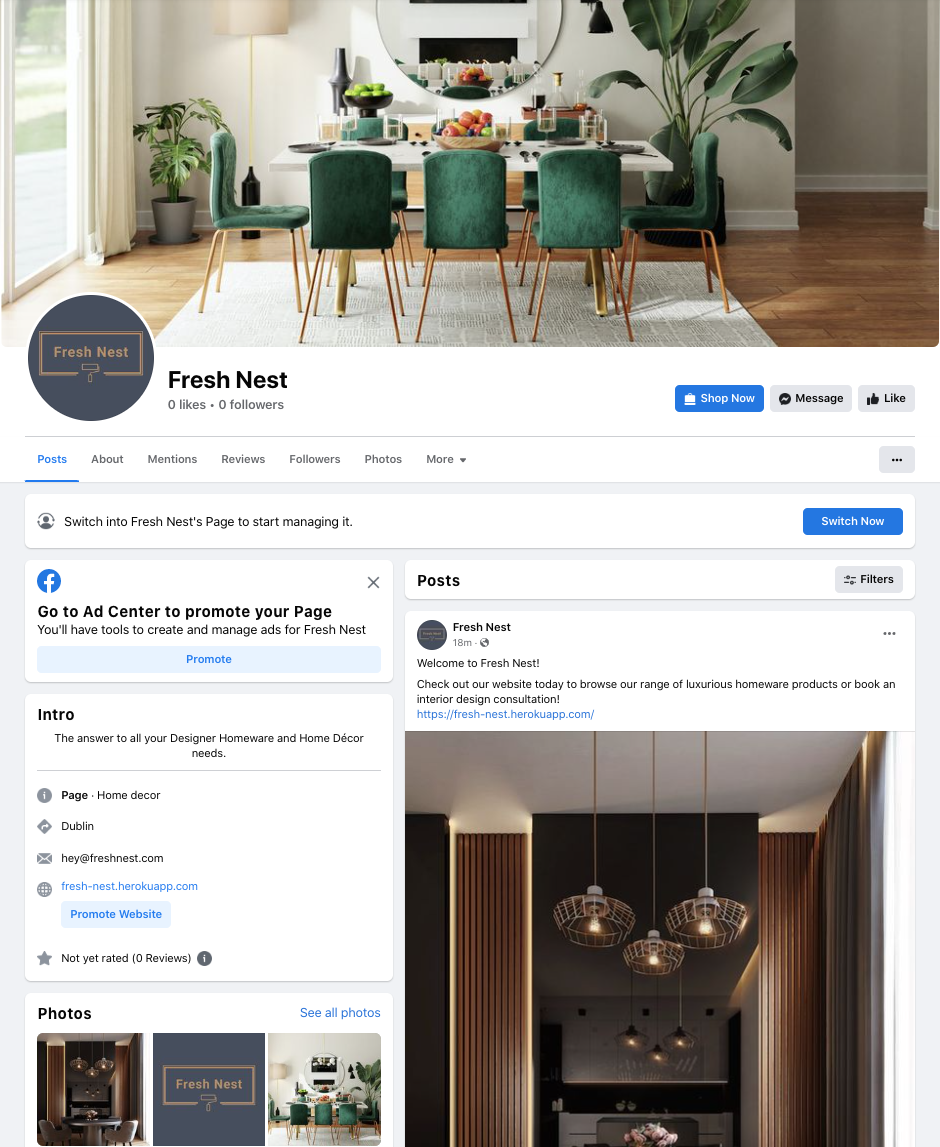 Fresh Nest
Fresh Nest
0 likes • 0 followers
Shop Now
Message
Like
Posts
About
Mentions
Reviews
Followers
Photos
More
Switch into Fresh Nest's Page to start managing it.
Switch Now
Go to Ad Center to promote your Page
You'll have tools to create and manage ads for Fresh Nest
Promote
Intro
The answer to all your Designer Homeware and Home Décor
needs.
Page · Home decor
Dublin
hey@freshnest.com
fresh-nest.herokuapp.com
Promote Website
Not yet rated (0 Reviews)
Photos
See all photos
Fresh Nest
Posts
Filters
Fresh Nest
Fresh Nest
18m ·
Welcome to Fresh Nest!
Check out our website today to browse our range of luxurious homeware products or book an
interior design consultation!
https://fresh-nest.herokuapp.com/